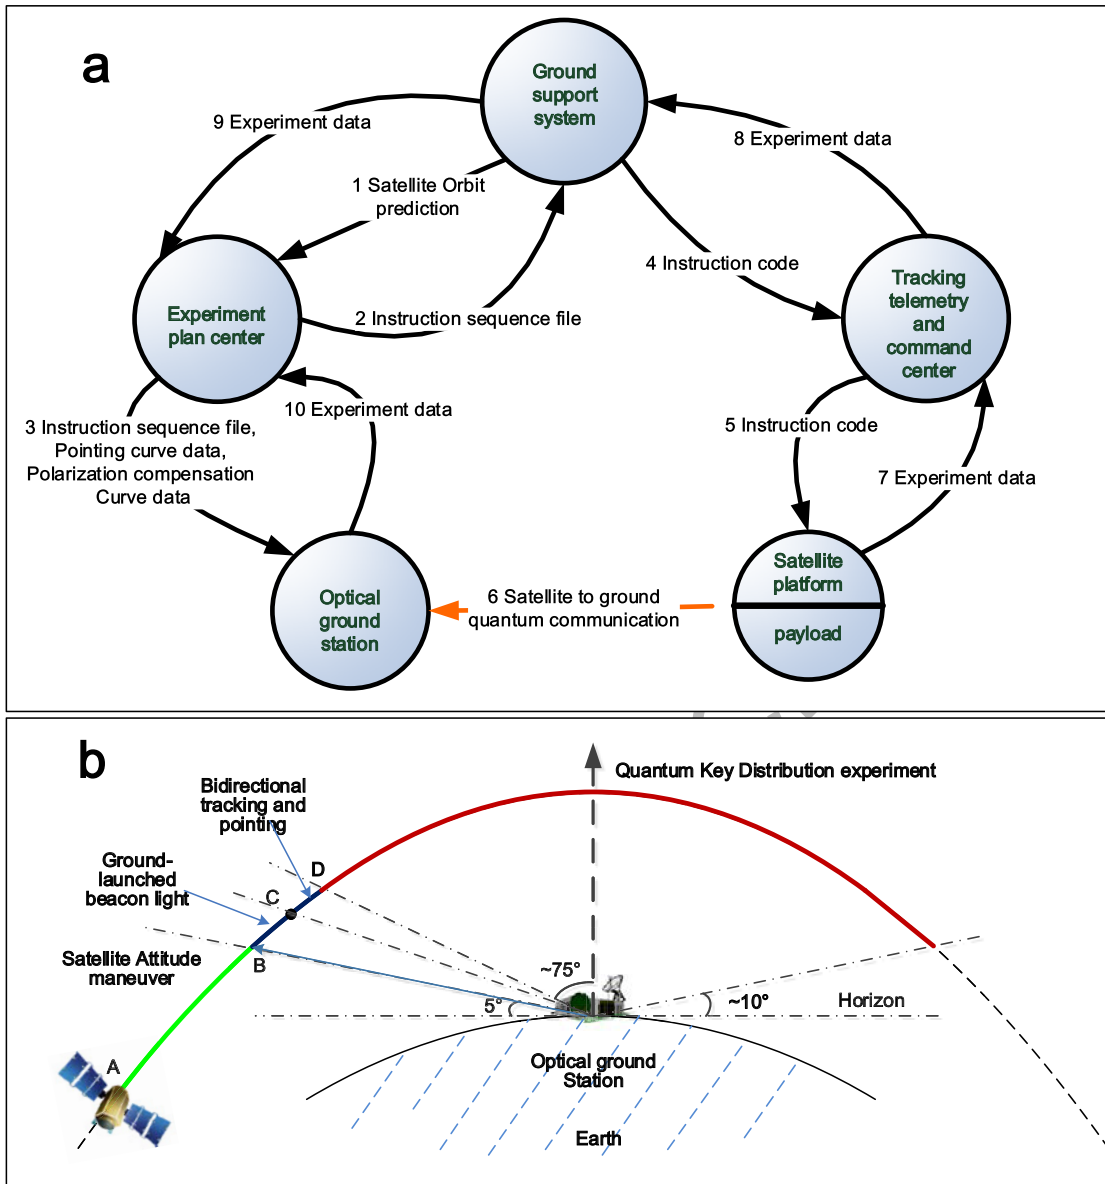 a
Ground
support
system
9 Experiment data
8 Experiment data
1 Satellite Orbit
prediction
4 Instruction code
Experiment
plan center
2 Instruction sequence file
Tracking
telemetry
and
command
center
10 Experiment data
3 Instruction sequence file,
Pointing curve data,
Polarization compensation
Curve data
5 Instruction code
7 Experiment data
Optical
ground
station
6 Satellite to ground
quantum communication
Satellite
platform
payload
b
Quantum Key Distribution experiment
Bidirectional
tracking and
pointing
Ground-
launched
beacon light
D
C
Satellite Attitude
maneuver
B
~75°
5°
~10°
Horizon
A
Optical ground
Station
Earth